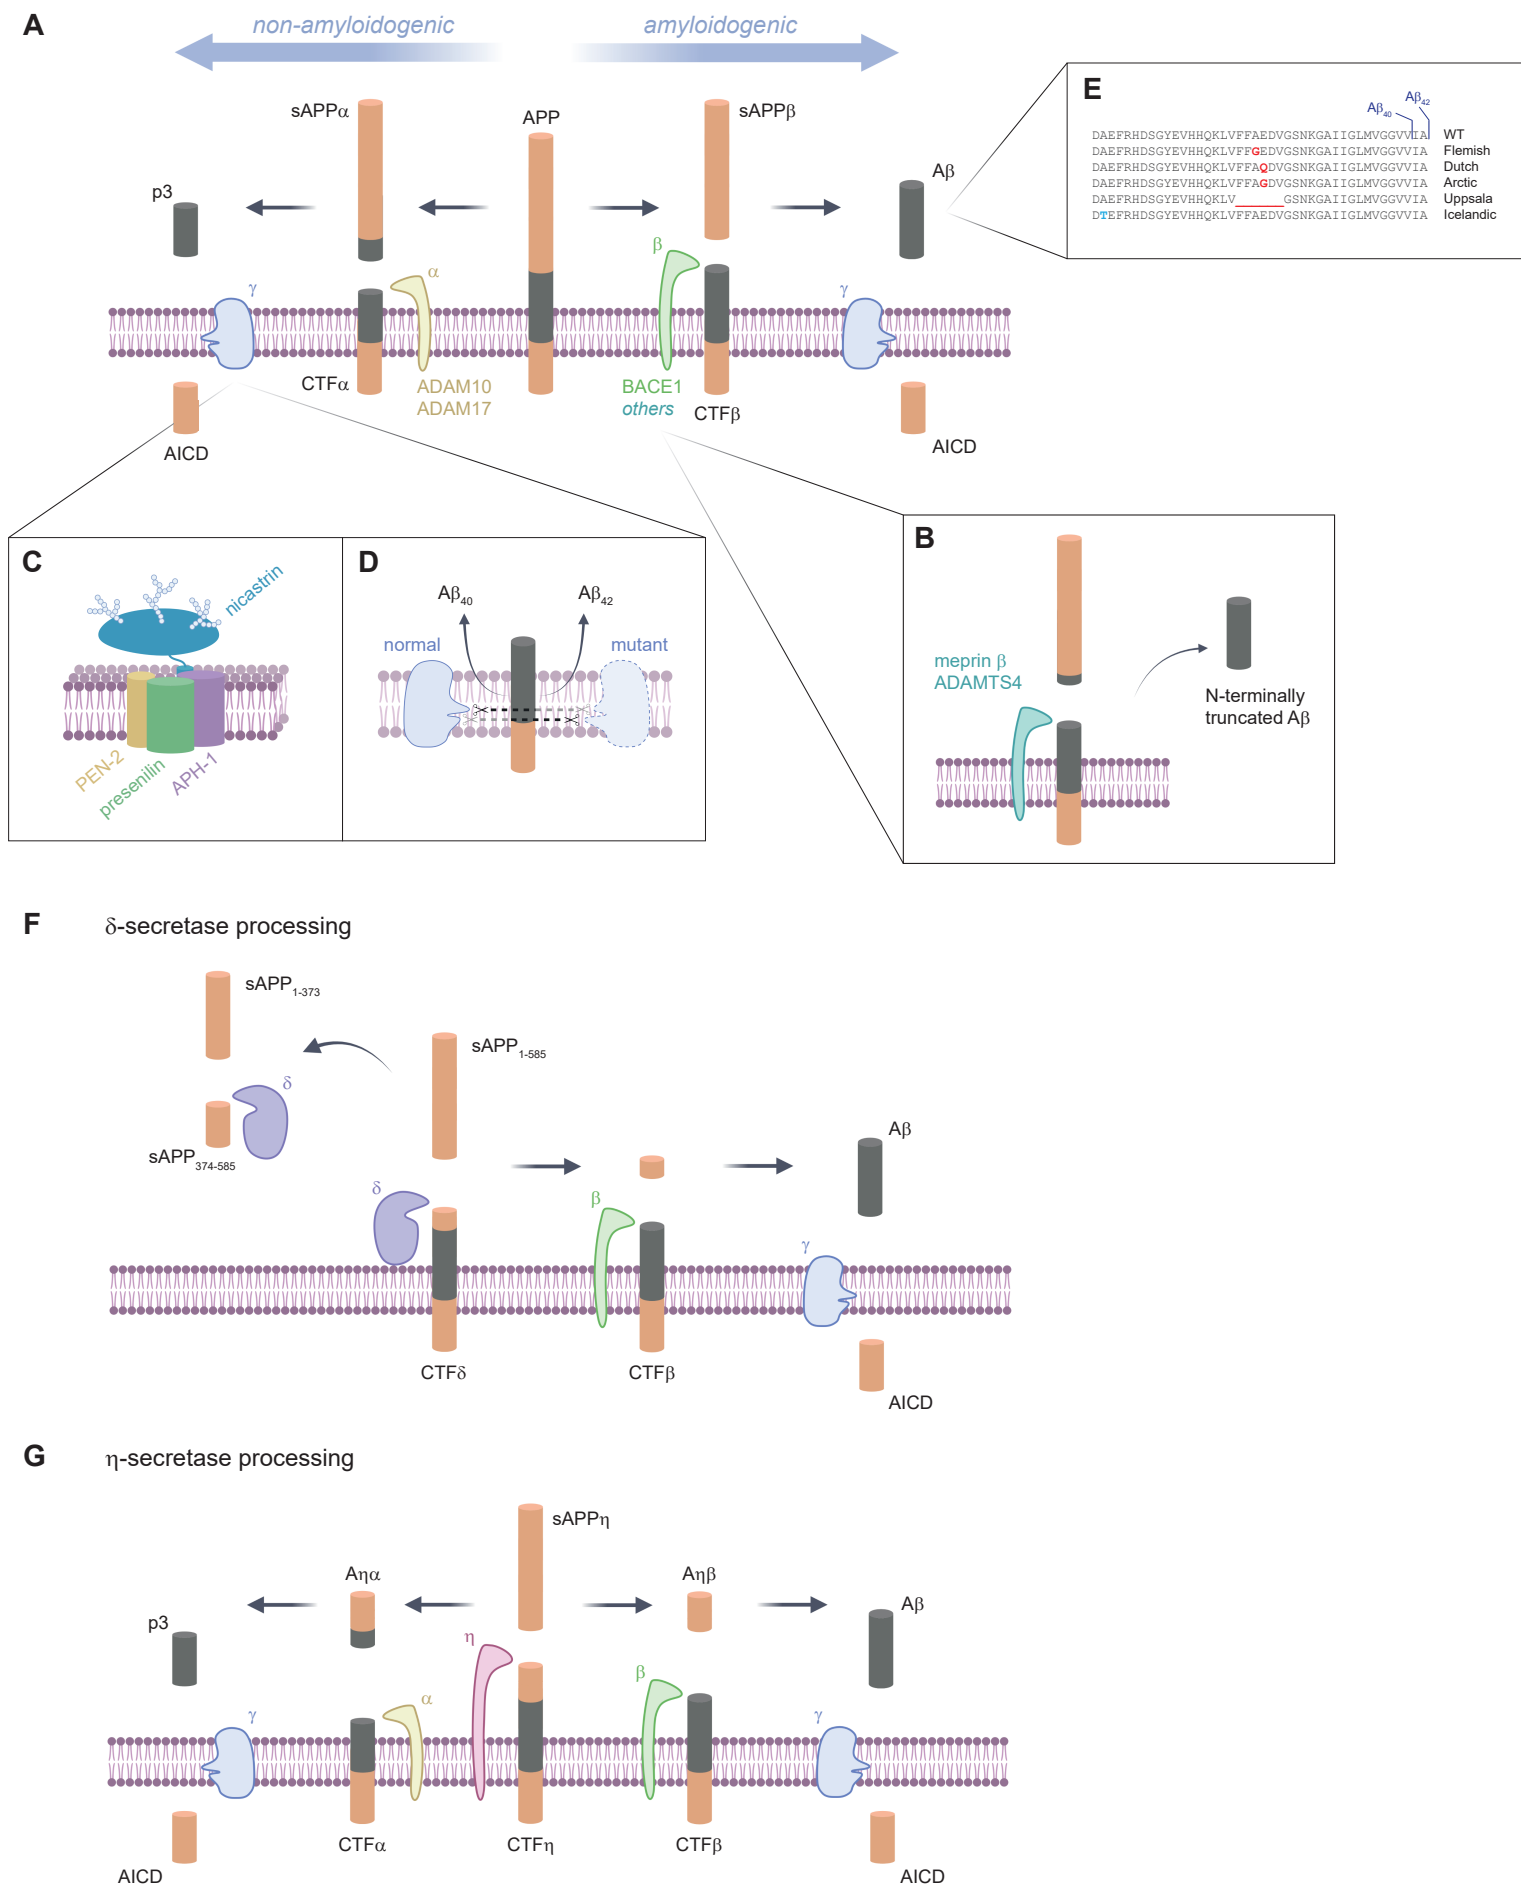 A
non-amyloidogenic
amyloidogenic
sAPPα
APP
sAPPβ
p3
Aβ
β
α
γ
γ
CTFα
ADAM10
ADAM17
BACE1
others
CTFβ
AICD
AICD
E
Aβ40
Aβ42
DAEFRHDSGYEVHHQKLVFFAEDVGSNKGAIIGLMVGGVVIA WT
DAEFRHDSGYEVHHQKLVFFGEDVGSNKGAIIGLMVGGVVIA Flemish
DAEFRHDSGYEVHHQKLVFFAQDVGSNKGAIIGLMVGGVVIA Dutch
DAEFRHDSGYEVHHQKLVFFAGDVGSNKGAIIGLMVGGVVIA Arctic
DAEFRHDSGYEVHHQKLV______GSNKGAIIGLMVGGVVIA Uppsala
DTEFRHDSGYEVHHQKLVFFAEDVGSNKGAIIGLMVGGVVIA Icelandic
C
nicastrin
PEN-2
presenilin
APH-1
D
Aβ40
Aβ42
normal
mutant
B
meprin β
ADAMTS4
N-terminally
truncated Aβ
F
δ-secretase processing
sAPP1-373
sAPP1-585
δ
sAPP374-585
Aβ
δ
β
γ
CTFδ
CTFβ
AICD
G
η-secretase processing
sAPPη
Aηα
Aηβ
p3
Aβ
η
β
α
γ
γ
CTFα
CTFη
CTFβ
AICD
AICD